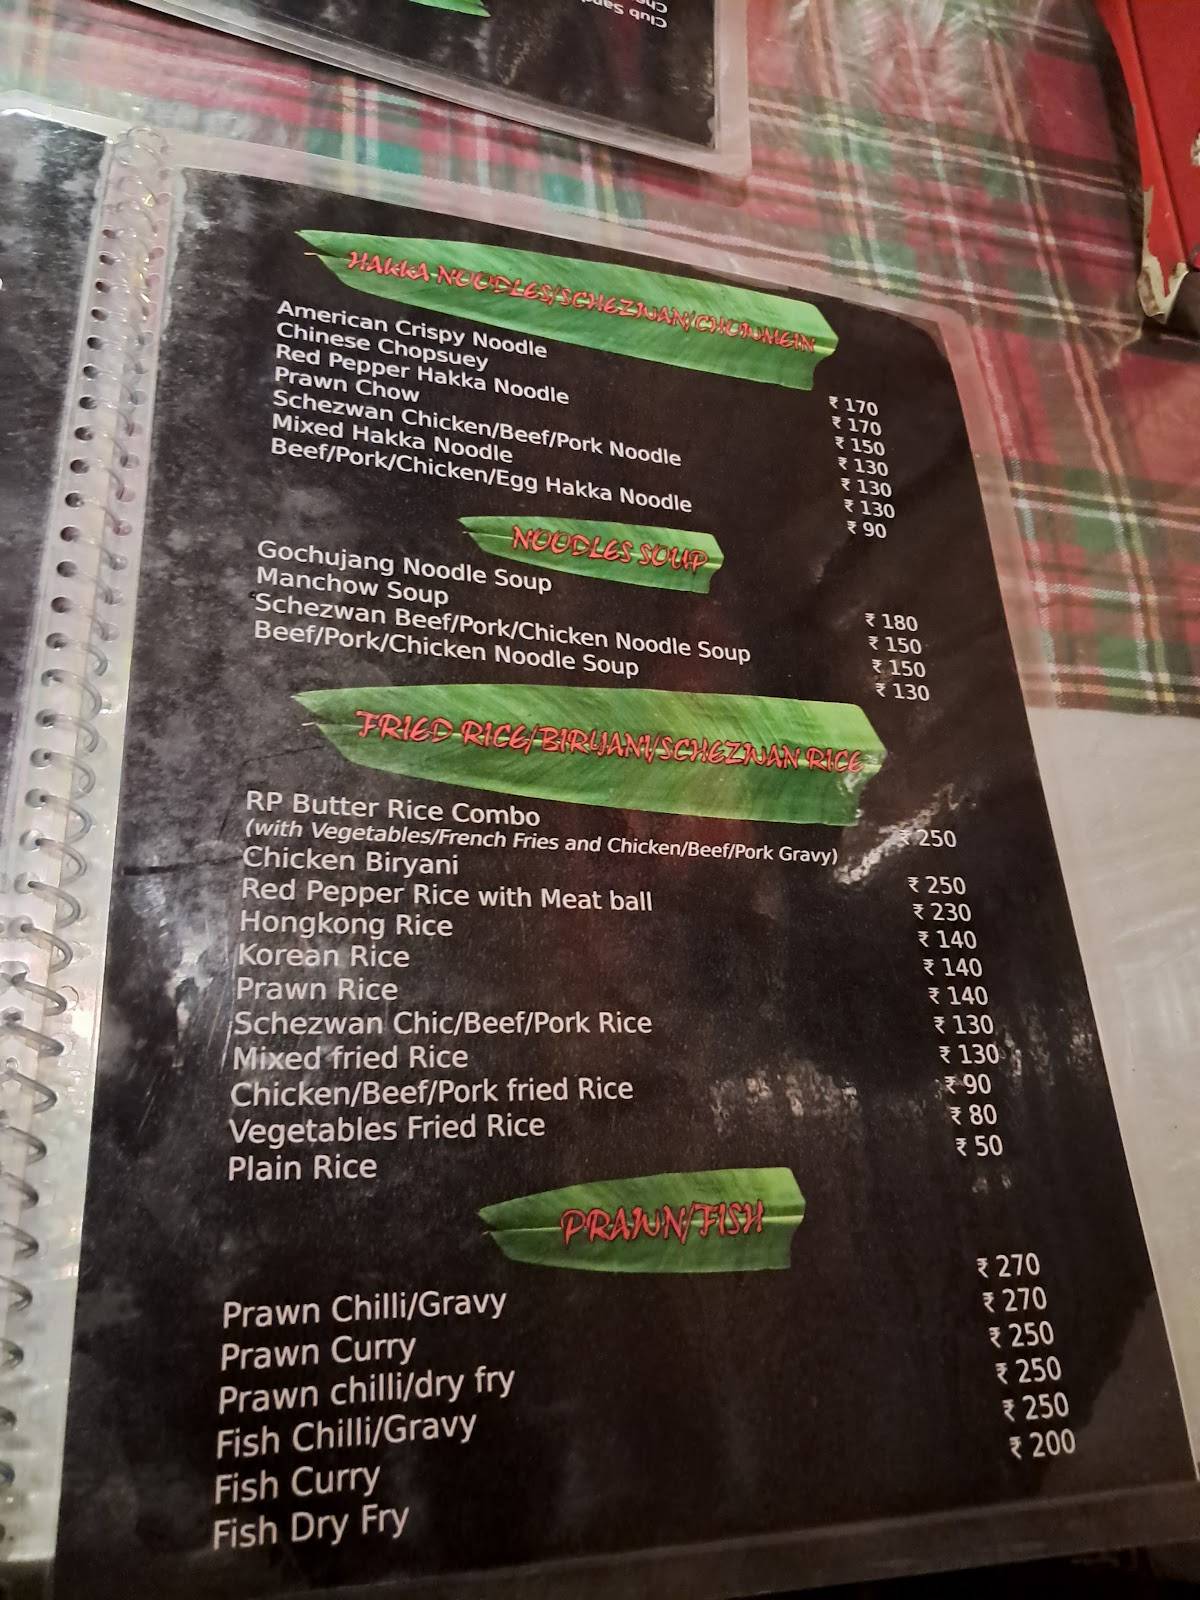 Club
HAKKA NOODLES/SCHEZWAN/CHOWMEIN
American Crispy Noodle ₹ 170
Chinese Chopsuey ₹ 170
Red Pepper Hakka Noodle ₹ 150
Prawn Chow ₹ 130
Schezwan Chicken/Beef/Pork Noodle ₹ 130
Mixed Hakka Noodle ₹ 130
Beef/Pork/Chicken/Egg Hakka Noodle ₹ 90
NOODLES SOUP
Gochujang Noodle Soup ₹ 180
Manchow Soup ₹ 150
Schezwan Beef/Pork/Chicken Noodle Soup ₹ 150
Beef/Pork/Chicken Noodle Soup ₹ 130
FRIED RICE/BIRYANI/SCHEZWAN RICE
RP Butter Rice Combo ₹ 250
(with Vegetables/French Fries and Chicken/Beef/Pork Gravy)
Chicken Biryani ₹ 250
Red Pepper Rice with Meat ball ₹ 230
Hongkong Rice ₹ 140
Korean Rice ₹ 140
Prawn Rice ₹ 140
Schezwan Chic/Beef/Pork Rice ₹ 130
Mixed fried Rice ₹ 130
Chicken/Beef/Pork fried Rice ₹ 90
Vegetables Fried Rice ₹ 80
Plain Rice ₹ 50
PRAWN/FISH
Prawn Chilli/Gravy ₹ 270
Prawn Curry ₹ 270
Prawn chilli/dry fry ₹ 250
Fish Chilli/Gravy ₹ 250
Fish Curry ₹ 250
Fish Dry Fry ₹ 200